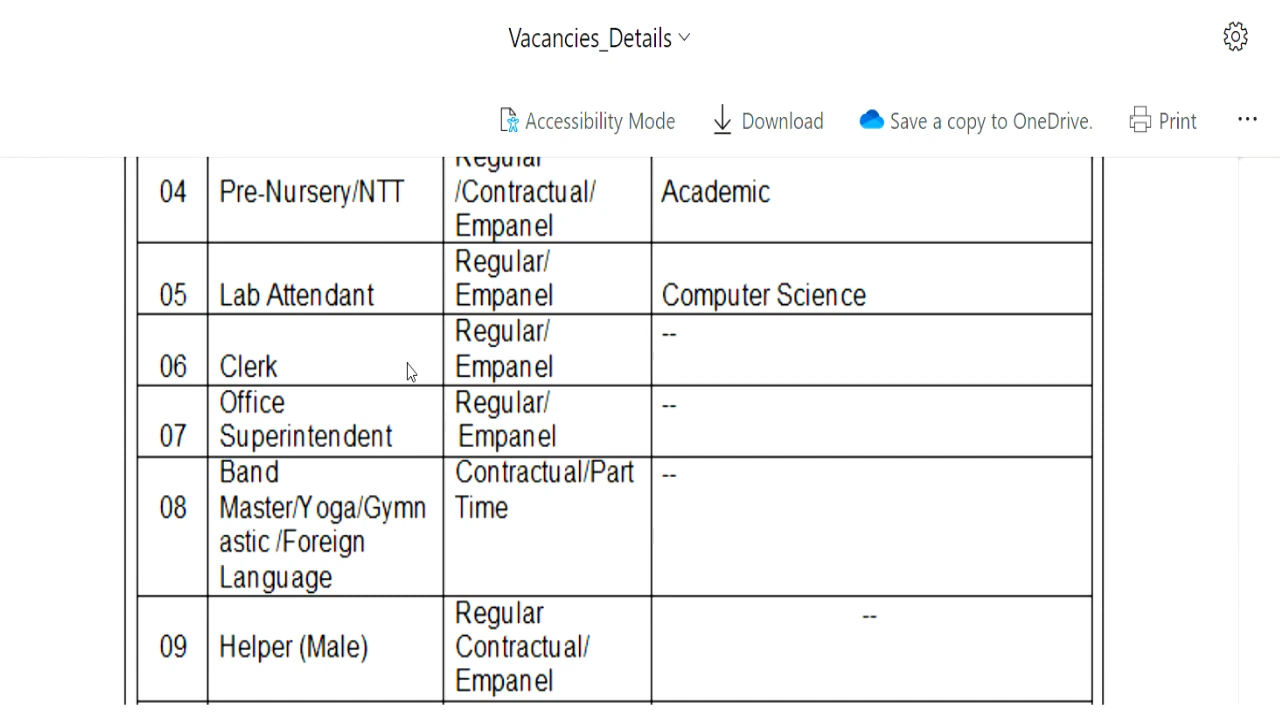 Vacancies_Details
Accessibility Mode
Download
Save a copy to OneDrive.
Print
Regular
04 Pre-Nursery/NTT /Contractual/ Academic
Empanel
Regular/
05 Lab Attendant Empanel Computer Science
Regular/ --
06 Clerk Empanel
Office Regular/ --
07 Superintendent Empanel
Band Contractual/Part --
08 Master/Yoga/Gymn Time
astic /Foreign
Language
Regular --
09 Helper (Male) Contractual/
Empanel